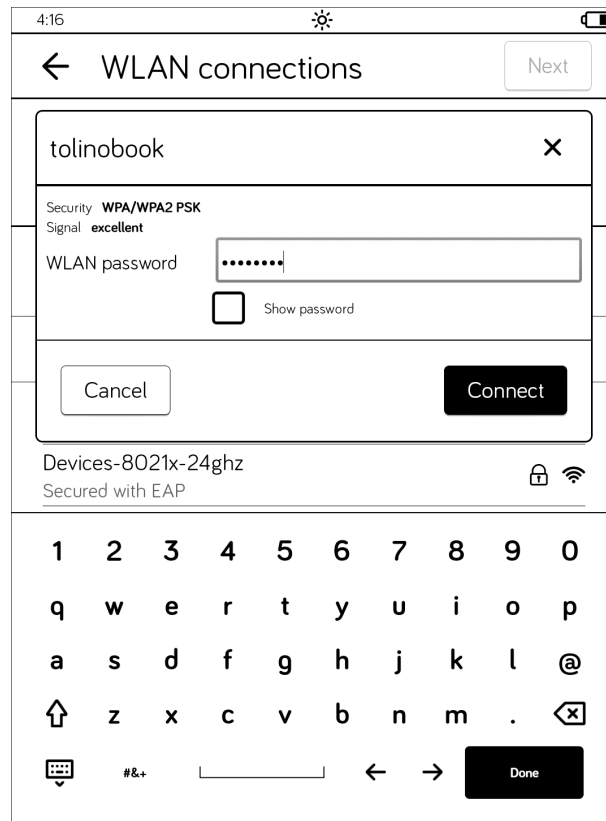 4:16
WLAN connections
Next
tolinobook
Security WPA/WPA2 PSK
Signal excellent
WLAN password ••••••••
Show password
Cancel
Connect
Devices-8021x-24ghz
Secured with EAP
1 2 3 4 5 6 7 8 9 0
q w e r t y u i o p
a s d f g h j k l @
z x c v b n m .
#&+
Done